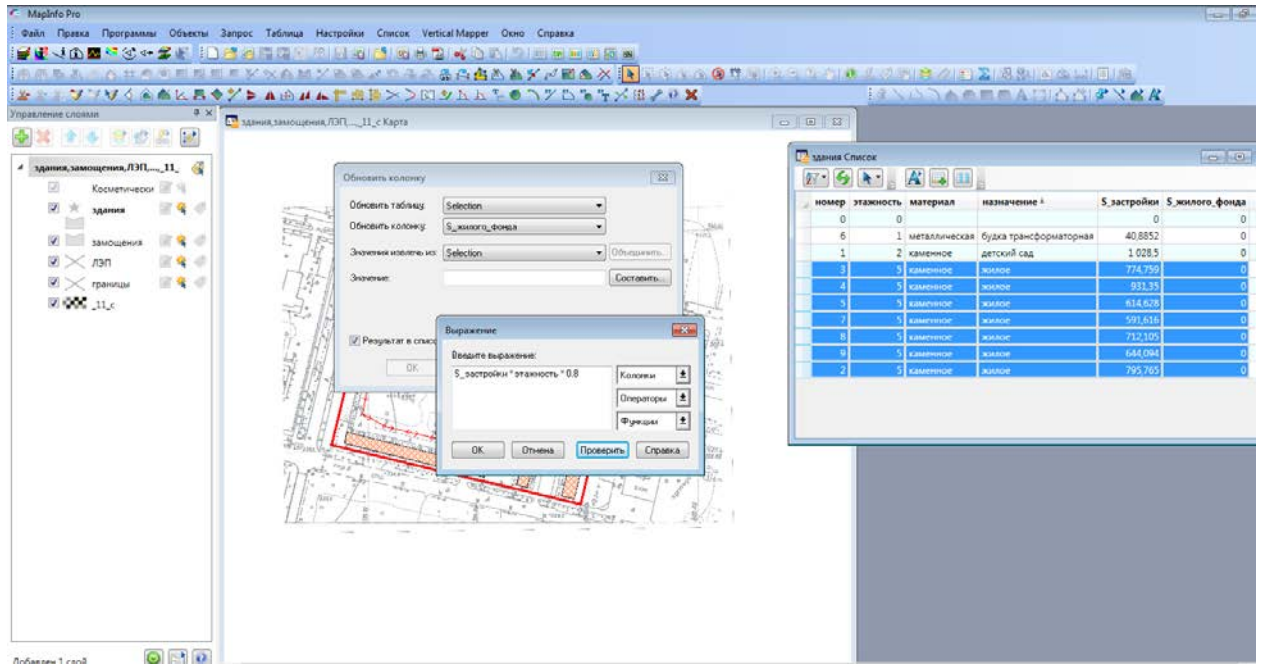 MapInfo Pro
Файл Правка Программы Объекты Запрос Таблица Настройки Список Vertical Mapper Окно Справка
Управление слоями
здания,замощения,ЛЭП,...,_11_
Косметически
здания
замощения
ЛЭП
границы
_11_c
Добавлен 1 слой
здания,замощения,ЛЭП,...,_11_c Карта
Обновить колонку
Обновить таблицу: Selection
Обновить колонку: S_жилого_фонда
Значения извлечь из: Selection Объединить...
Значение: Составить...
Результат в списо
OK
Выражение
Введите выражение:
S_застройки * этажность * 0.8
Колонки
Операторы
Функции
OK Отмена Проверить Справка
здания Список
номер этажность материал назначение S_застройки S_жилого_фонда
0 0 0 0
6 1 металлическая будка трансформаторная 40,8852 0
1 2 каменное детский сад 1 028,5 0
3 5 каменное жилое 774,759 0
4 5 каменное жилое 931,35 0
5 5 каменное жилое 614,628 0
7 5 каменное жилое 591,616 0
8 5 каменное жилое 712,105 0
9 5 каменное жилое 644,094 0
2 5 каменное жилое 795,765 0